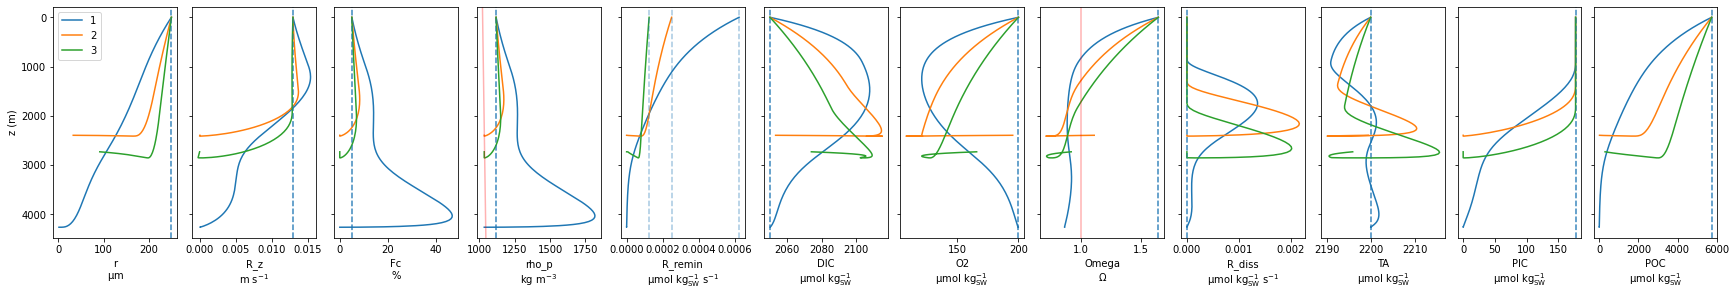 0
1000
2000
3000
4000
z (m)
1
2
3
0 100 200
r
μm
0.000 0.005 0.010 0.015
R_z
m s⁻¹
0 20 40
Fc
%
1000 1250 1500 1750
rho_p
kg m⁻³
0.0000 0.0002 0.0004 0.0006
R_remin
μmol kg⁻¹SW s⁻¹
2060 2080 2100
DIC
μmol kg⁻¹SW
150 200
O2
μmol kg⁻¹SW
1.0 1.5
Omega
Ω
0.000 0.001 0.002
R_diss
μmol kg⁻¹SW s⁻¹
2190 2200 2210
TA
μmol kg⁻¹SW
0 50 100 150
PIC
μmol kg⁻¹SW
0 2000 4000 6000
POC
μmol kg⁻¹SW